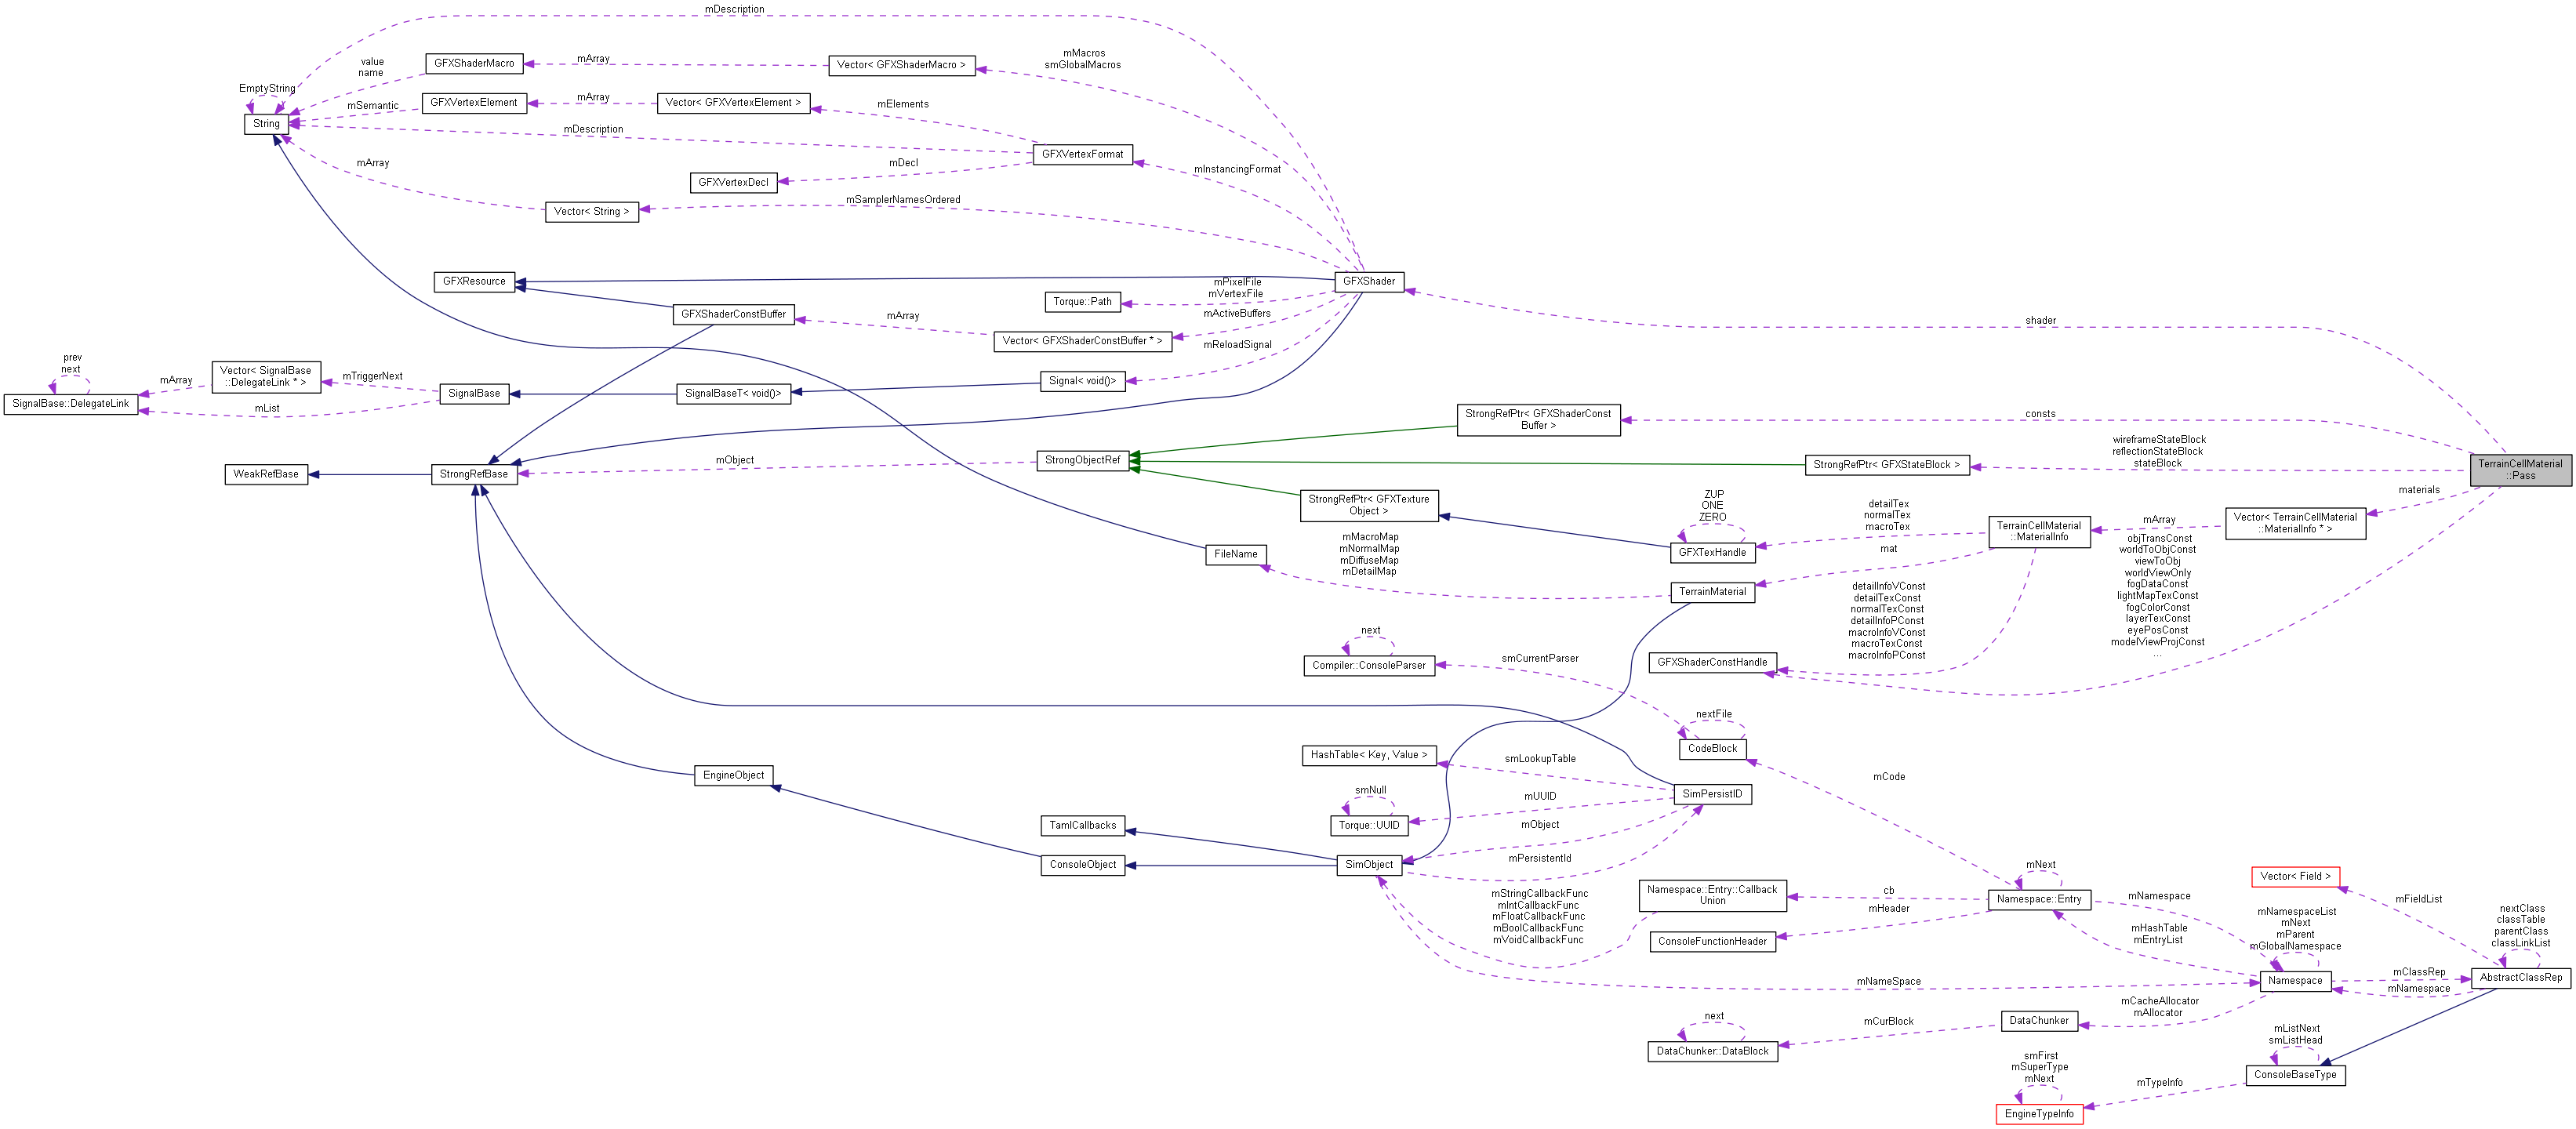 mDescription
GFXShaderMacro
value
name
mArray
Vector< GFXShaderMacro >
mMacros
smGlobalMacros
EmptyString
String
mSemantic
GFXVertexElement
mArray
Vector< GFXVertexElement >
mElements
mDescription
GFXVertexFormat
mDecl
GFXVertexDecl
mInstancingFormat
mArray
Vector< String >
mSamplerNamesOrdered
GFXResource
GFXShader
mPixelFile
mVertexFile
Torque::Path
GFXShaderConstBuffer
mArray
mActiveBuffers
Vector< GFXShaderConstBuffer * >
shader
mReloadSignal
prev
next
SignalBase::DelegateLink
mArray
Vector< SignalBase
::DelegateLink * >
mTriggerNext
mList
SignalBase
SignalBaseT< void()>
Signal< void()>
StrongRefPtr< GFXShaderConst
Buffer >
consts
WeakRefBase
StrongRefBase
mObject
StrongObjectRef
StrongRefPtr< GFXStateBlock >
wireframeStateBlock
reflectionStateBlock
stateBlock
TerrainCellMaterial
::Pass
StrongRefPtr< GFXTexture
Object >
ZUP
ONE
ZERO
GFXTexHandle
detailTex
normalTex
macroTex
mat
TerrainCellMaterial
::MaterialInfo
mArray
Vector< TerrainCellMaterial
::MaterialInfo * >
materials
objTransConst
worldToObjConst
viewToObj
worldViewOnly
fogDataConst
lightMapTexConst
fogColorConst
layerTexConst
eyePosConst
modelViewProjConst
...
FileName
mMacroMap
mNormalMap
mDiffuseMap
mDetailMap
TerrainMaterial
detailInfoVConst
detailTexConst
normalTexConst
detailInfoPConst
macroInfoVConst
macroTexConst
macroInfoPConst
GFXShaderConstHandle
next
Compiler::ConsoleParser
smCurrentParser
nextFile
CodeBlock
mCode
HashTable< Key, Value >
smLookupTable
EngineObject
smNull
Torque::UUID
mUUID
SimPersistID
mObject
mPersistentId
TamlCallbacks
ConsoleObject
SimObject
mStringCallbackFunc
mIntCallbackFunc
mFloatCallbackFunc
mBoolCallbackFunc
mVoidCallbackFunc
Namespace::Entry::Callback
Union
cb
mHeader
ConsoleFunctionHeader
mNext
Namespace::Entry
mNamespace
mHashTable
mEntryList
mNameSpace
mNamespaceList
mNext
mParent
mGlobalNamespace
Namespace
Vector< Field >
mFieldList
nextClass
classTable
parentClass
classLinkList
AbstractClassRep
mClassRep
mNamespace
mCacheAllocator
mAllocator
DataChunker
mCurBlock
next
DataChunker::DataBlock
mListNext
smListHead
ConsoleBaseType
mTypeInfo
smFirst
mSuperType
mNext
EngineTypeInfo